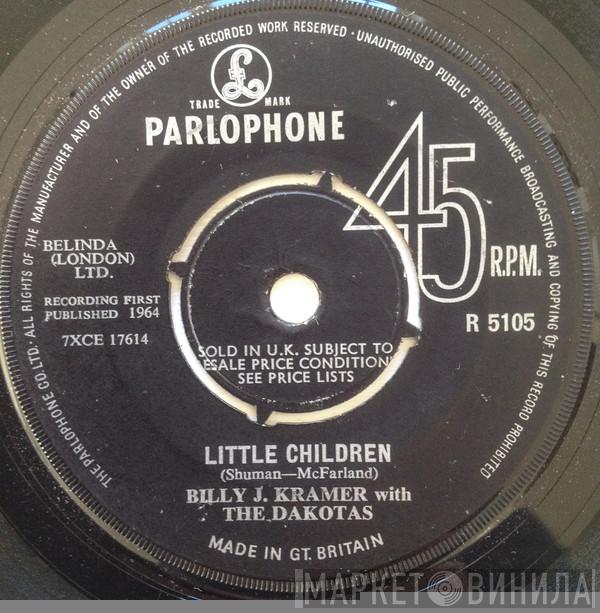 THE PARLOPHONE CO. LTD. · ALL RIGHTS OF THE MANUFACTURER AND OF THE OWNER OF THE RECORDED WORK RESERVED · UNAUTHORISED PUBLIC PERFORMANCE BROADCASTING AND COPYING OF THIS RECORD PROHIBITED
£
TRADE MARK
PARLOPHONE
45
R.P.M.
BELINDA
(LONDON)
LTD.
RECORDING FIRST
PUBLISHED 1964
7XCE 17614
R 5105
SOLD IN U.K. SUBJECT TO
ESALE PRICE CONDITION
SEE PRICE LISTS
LITTLE CHILDREN
(Shuman—McFarland)
BILLY J. KRAMER with
THE DAKOTAS
MADE IN GT. BRITAIN
МАРКЕТ ВИНИЛА